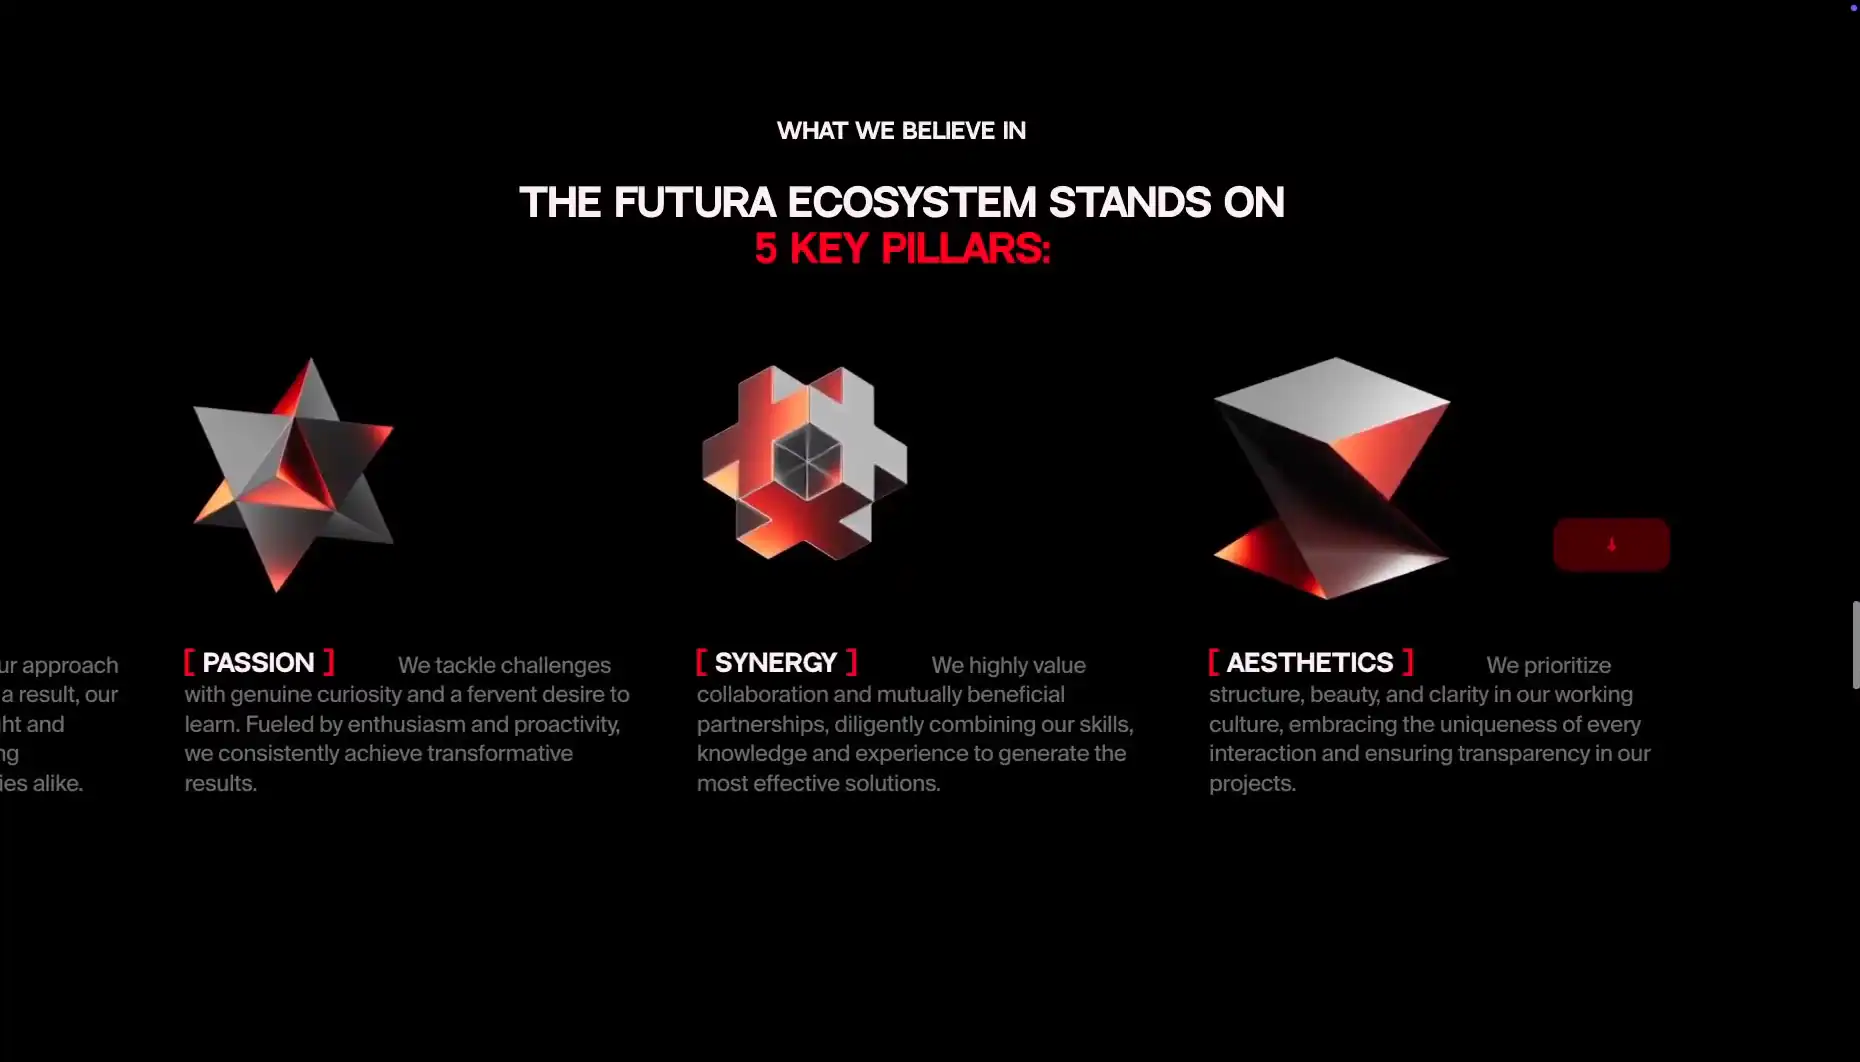 WHAT WE BELIEVE IN
THE FUTURA ECOSYSTEM STANDS ON
5 KEY PILLARS:
approach
a result, our
and
alike.
[ PASSION ] We tackle challenges
with genuine curiosity and a fervent desire to
learn. Fueled by enthusiasm and proactivity,
we consistently achieve transformative
results.
[ SYNERGY ] We highly value
collaboration and mutually beneficial
partnerships, diligently combining our skills,
knowledge and experience to generate the
most effective solutions.
[ AESTHETICS ] We prioritize
structure, beauty, and clarity in our working
culture, embracing the uniqueness of every
interaction and ensuring transparency in our
projects.